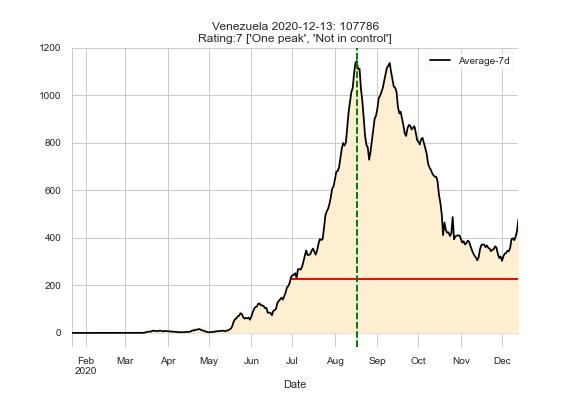 Venezuela 2020-12-13: 107786
Rating:7 ['One peak', 'Not in control']
Average-7d
1200
1000
800
600
400
200
0
Feb Mar Apr May Jun Jul Aug Sep Oct Nov Dec
2020
Date